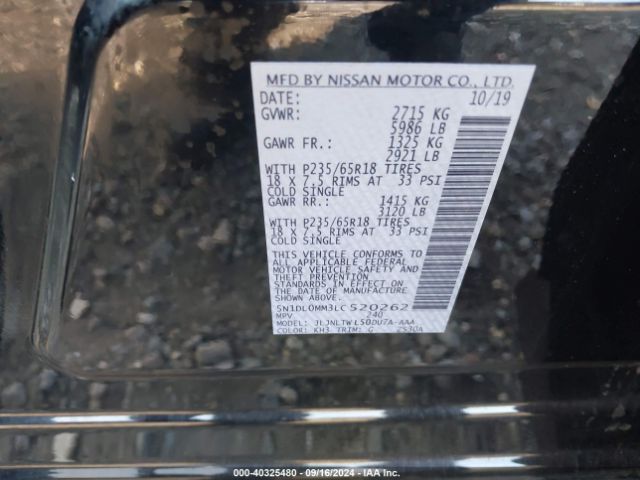 MFD BY NISSAN MOTOR CO., LTD.
DATE: 10/19
GVWR: 2715 KG
5986 LB
GAWR FR.: 1325 KG
2921 LB
WITH P235/65R18 TIRES
18 X 7.5 RIMS AT 33 PSI
COLD SINGLE
GAWR RR.: 1415 KG
3120 LB
WITH P235/65R18 TIRES
18 X 7.5 RIMS AT 33 PSI
COLD SINGLE
THIS VEHICLE CONFORMS TO
ALL APPLICABLE FEDERAL
MOTOR VEHICLE SAFETY AND
THEFT PREVENTION
STANDARDS IN EFFECT ON
THE DATE OF MANUFACTURE
SHOWN ABOVE.
5N1DL0MM3LC520262
MPV 240
MODEL: JLJNLTWL50DU7A-AAA
COLOR: KH3 TRIM: G 2530A
000-40325480 - 09/16/2024 - IAA Inc.